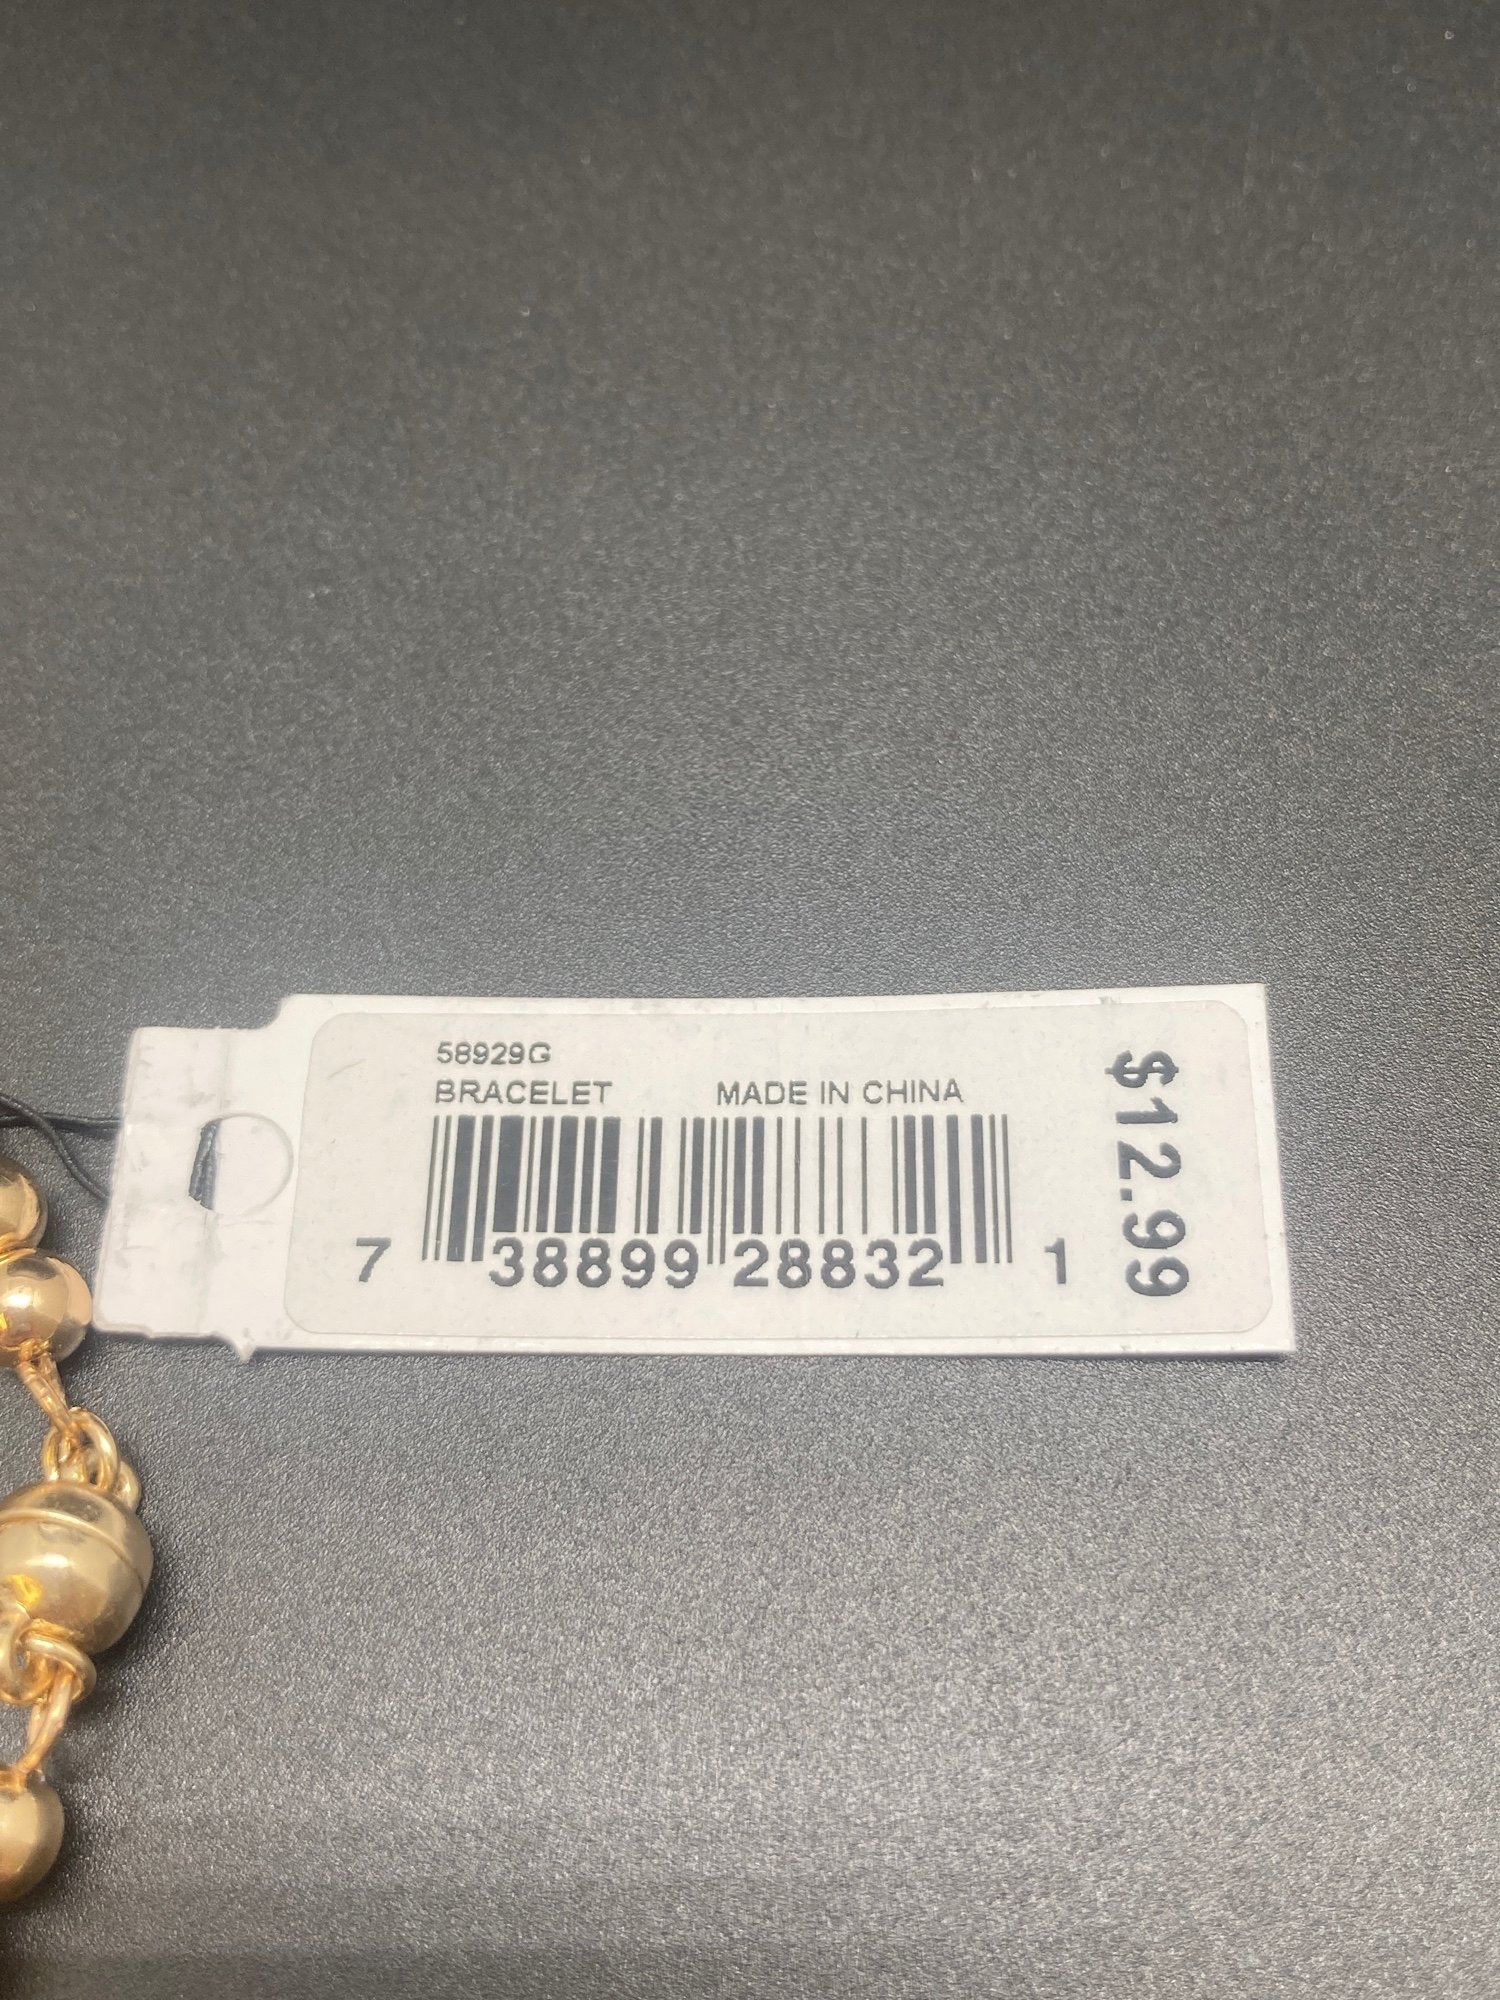 58929G
BRACELET MADE IN CHINA
7 38899 28832 1
$12.99